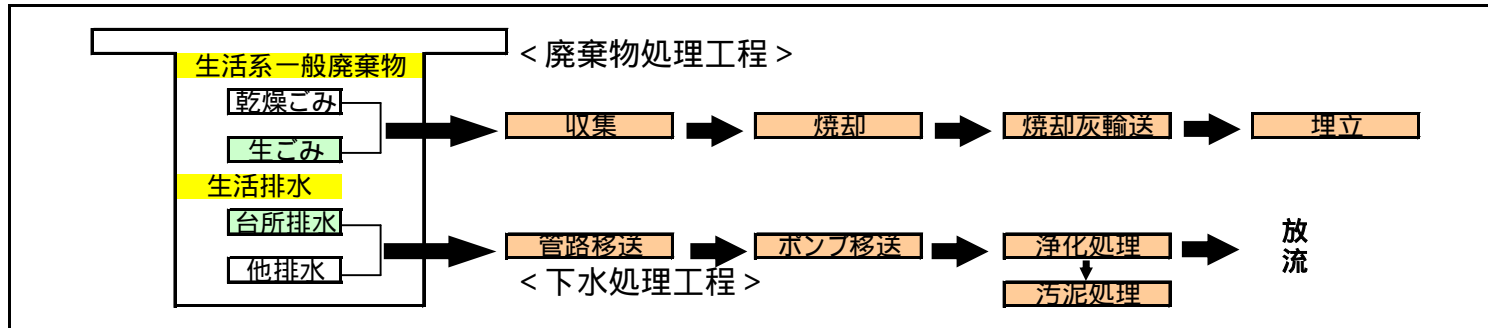 <廃棄物処理工程>
生活系一般廃棄物
乾燥ごみ
生ごみ
収集
焼却
焼却灰輸送
埋立
生活排水
台所排水
他排水
管路移送
ポンプ移送
浄化処理
放流
汚泥処理
<下水処理工程>